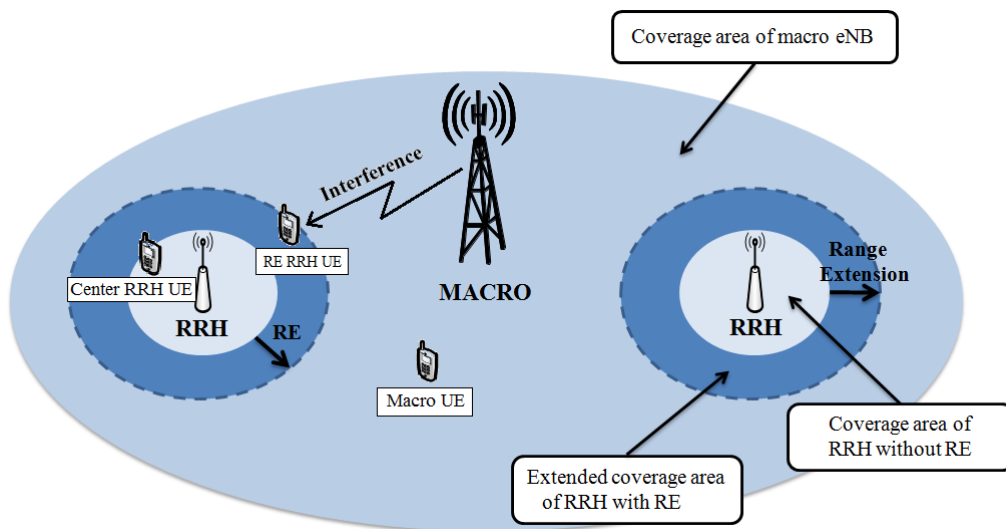 Coverage area of macro eNB
Interference
RE RRH UE
Center RRH UE
RRH
RE
MACRO
Macro UE
Range
Extension
RRH
Coverage area of
RRH without RE
Extended coverage area
of RRH with RE